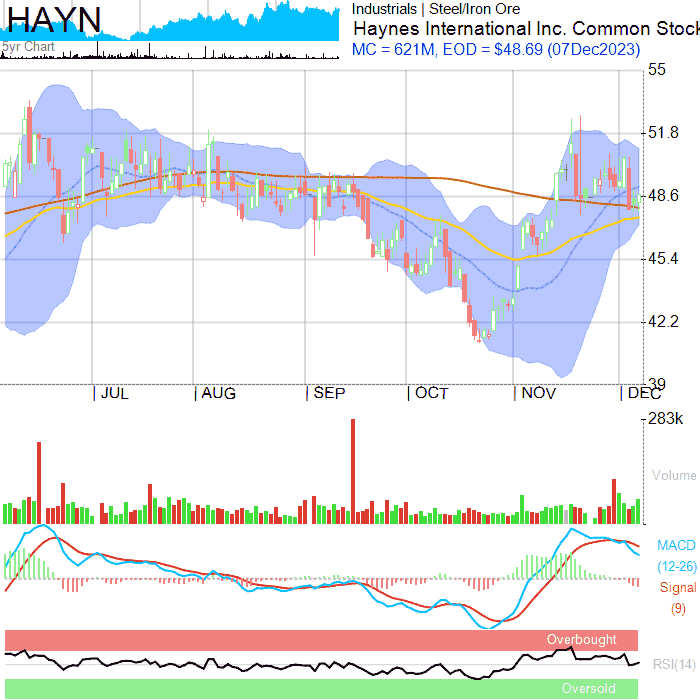 HAYN
5yr Chart
Industrials | Steel/Iron Ore
Haynes International Inc. Common Stock
MC = 621M, EOD = $48.69 (07Dec2023)
55
51.8
48.6
45.4
42.2
39
JUL AUG SEP OCT NOV DEC
283k
Volume
MACD
(12-26)
Signal
(9)
Overbought
RSI(14)
Oversold